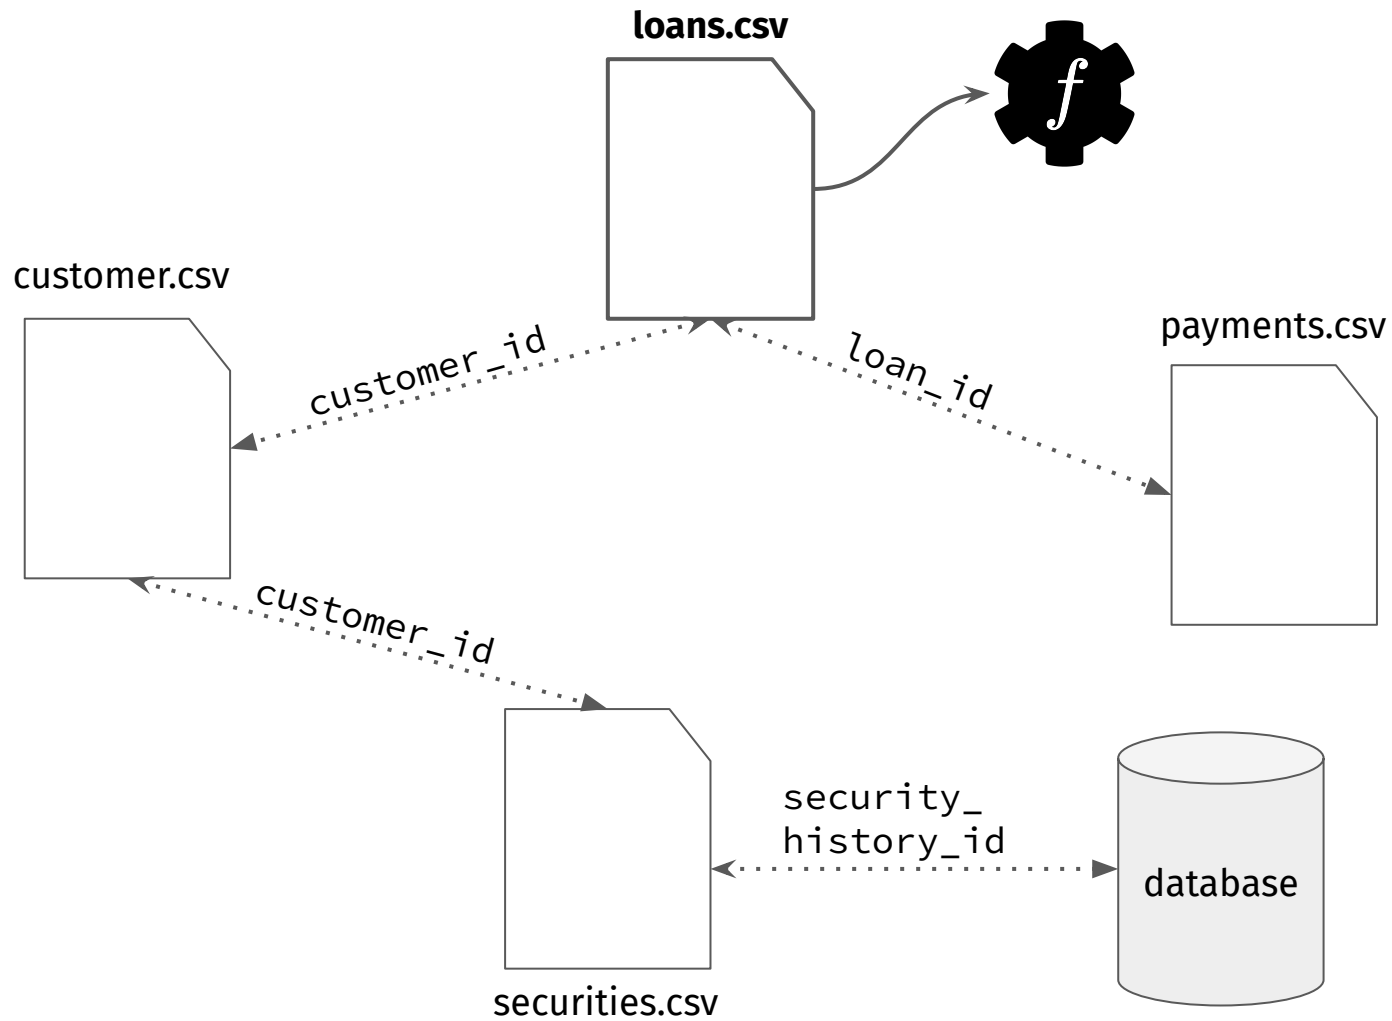 loans.csv
f
customer.csv
payments.csv
customer_id
loan_id
customer_id
security_
history_id
database
securities.csv